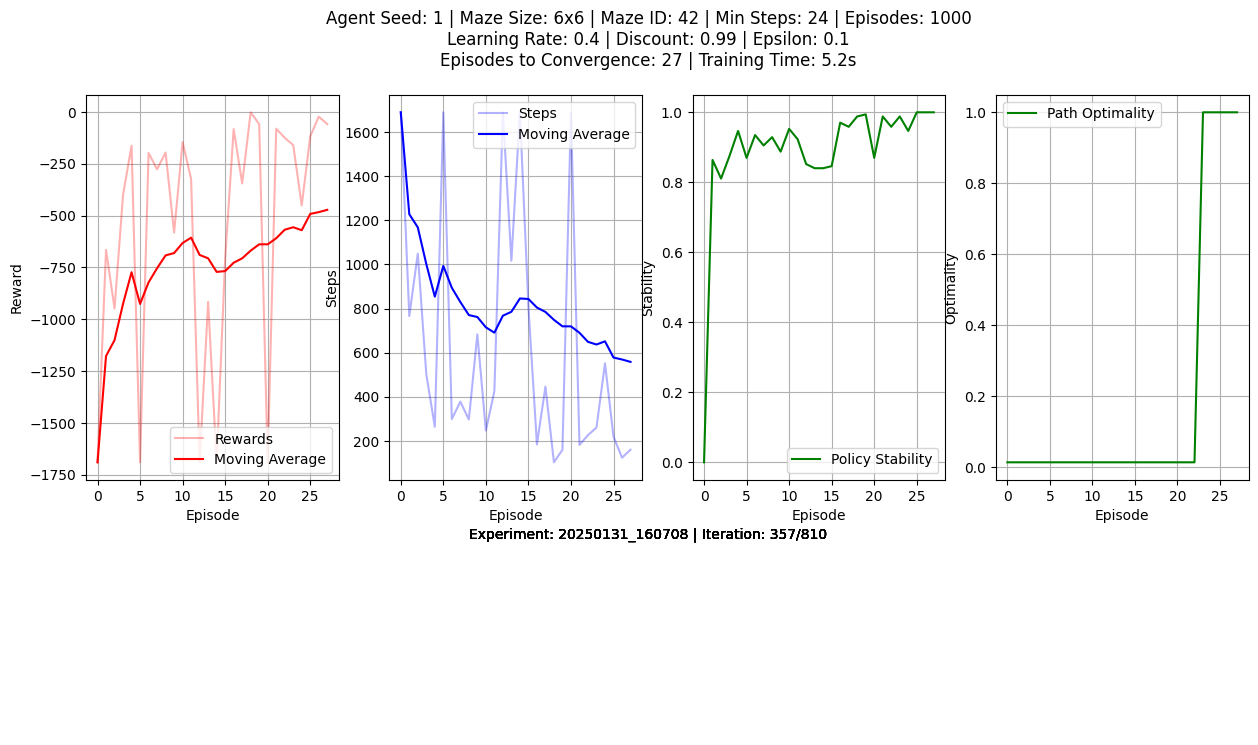 Agent Seed: 1 | Maze Size: 6x6 | Maze ID: 42 | Min Steps: 24 | Episodes: 1000
Learning Rate: 0.4 | Discount: 0.99 | Epsilon: 0.1
Episodes to Convergence: 27 | Training Time: 5.2s
Reward
0
−250
−500
−750
−1000
−1250
−1500
−1750
Rewards
Moving Average
0 5 10 15 20 25
Episode
Steps
1600
1400
1200
1000
800
600
400
200
Steps
Moving Average
0 5 10 15 20 25
Episode
Stability
1.0
0.8
0.6
0.4
0.2
0.0
Policy Stability
0 5 10 15 20 25
Episode
Optimality
1.0
0.8
0.6
0.4
0.2
0.0
Path Optimality
0 5 10 15 20 25
Episode
Experiment: 20250131_160708 | Iteration: 357/810